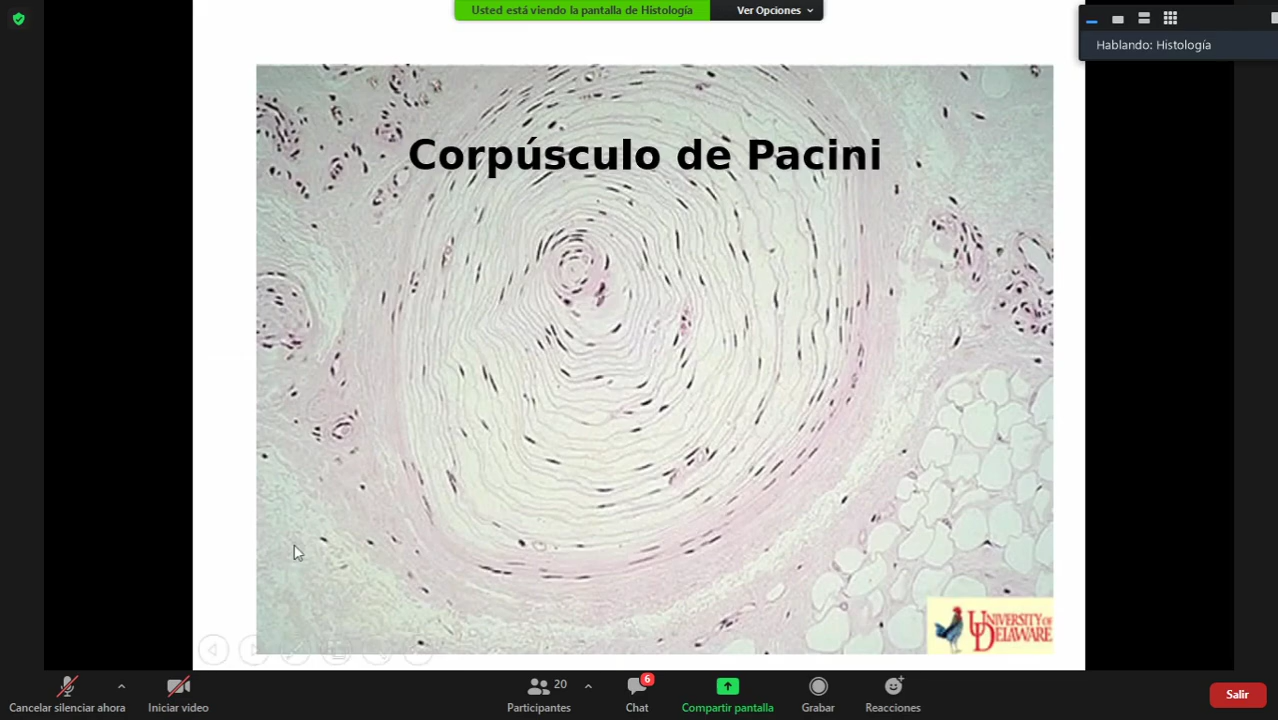 Usted está viendo la pantalla de Histología
Ver Opciones
Hablando: Histología
Corpúsculo de Pacini
UNIVERSITY OF
DELAWARE
Cancelar silenciar ahora
Iniciar video
20
Participantes
6
Chat
Compartir pantalla
Grabar
Reacciones
Salir